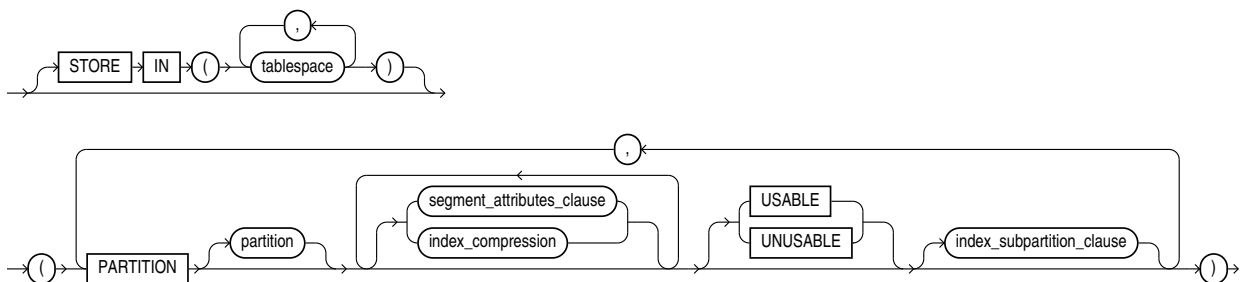 ,
STORE IN ( tablespace )
,
segment_attributes_clause USABLE
partition index_compression UNUSABLE index_subpartition_clause
( PARTITION )